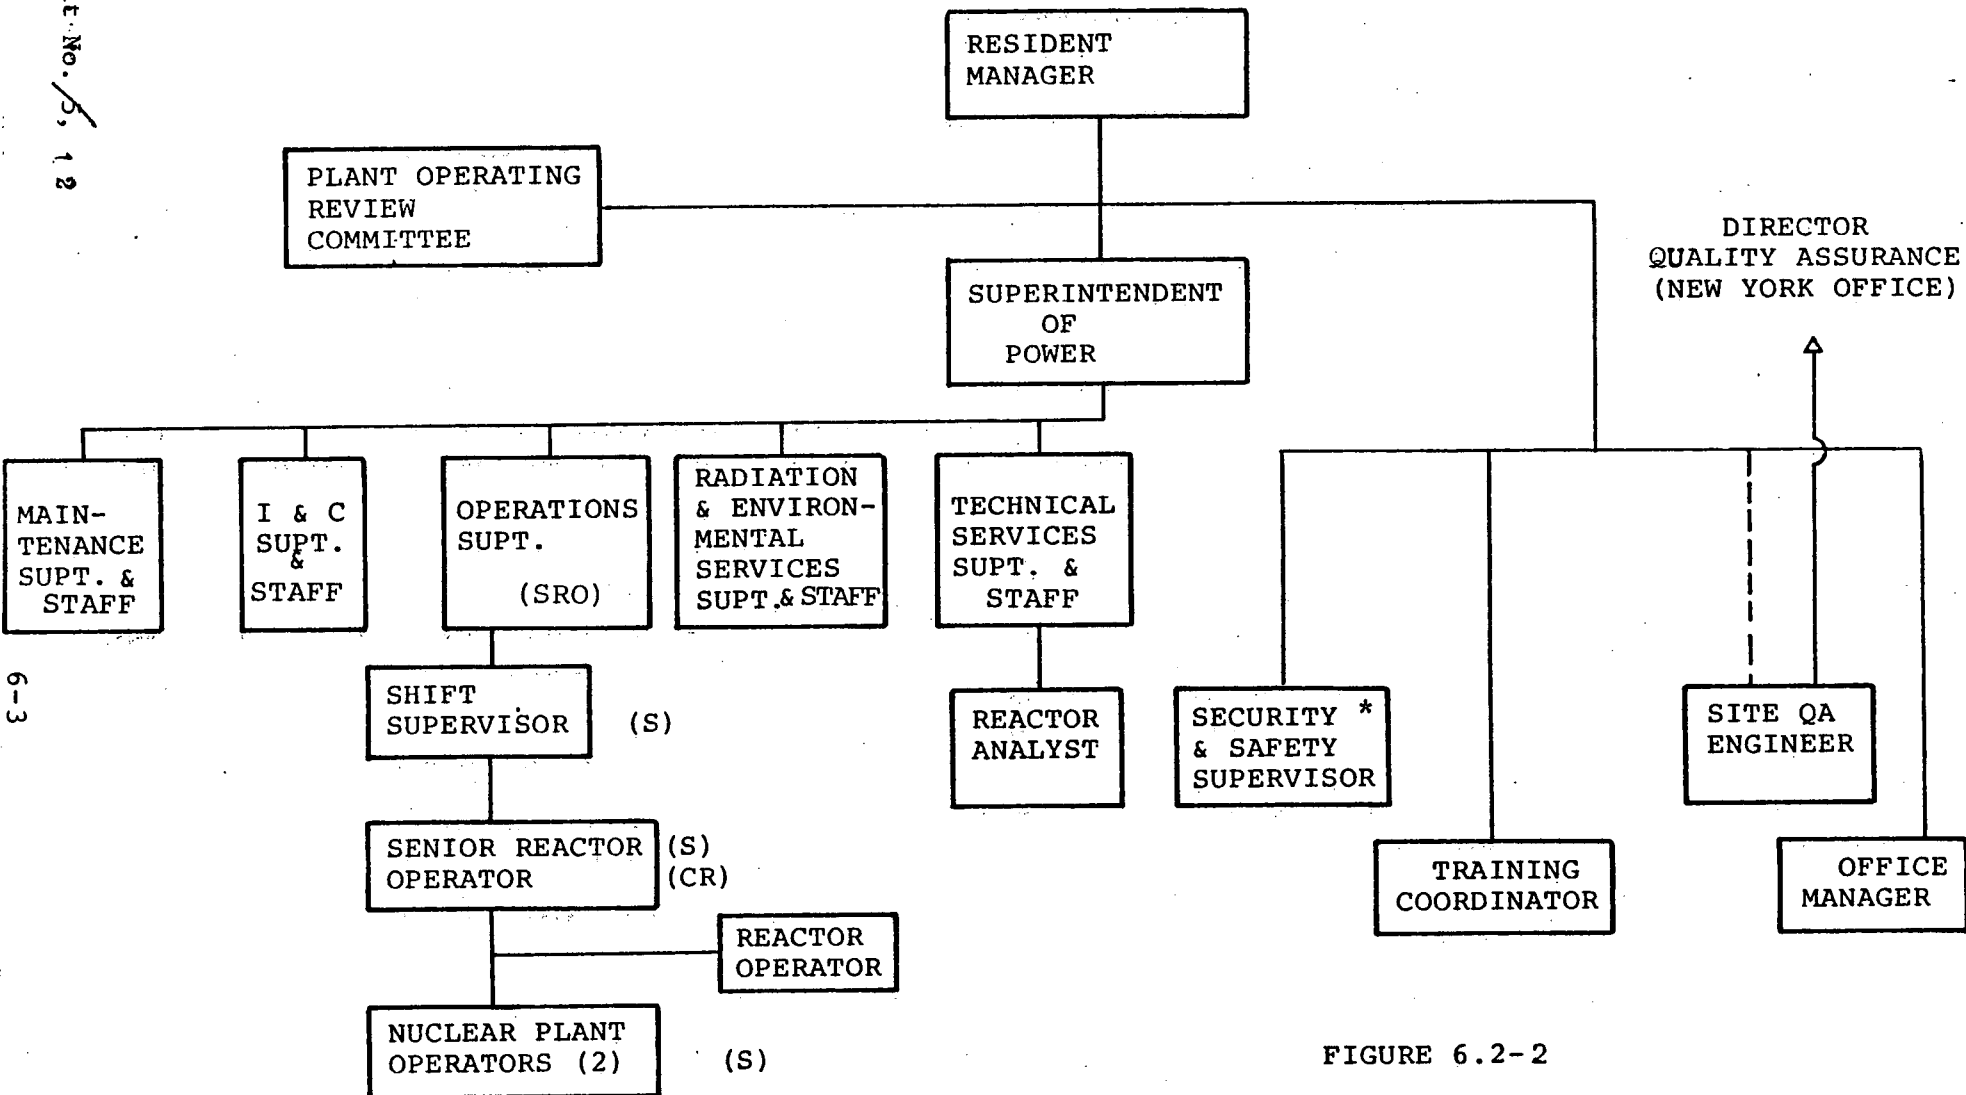 RESIDENT
MANAGER
PLANT OPERATING
REVIEW
COMMITTEE
DIRECTOR
QUALITY ASSURANCE
(NEW YORK OFFICE)
SUPERINTENDENT
OF
POWER
MAIN-
TENANCE
SUPT. &
STAFF
I & C
SUPT.
&
STAFF
OPERATIONS
SUPT.
(SRO)
RADIATION
& ENVIRON-
MENTAL
SERVICES
SUPT.& STAFF
TECHNICAL
SERVICES
SUPT. &
STAFF
SHIFT
SUPERVISOR (S)
REACTOR
ANALYST
SECURITY *
& SAFETY
SUPERVISOR
SITE QA
ENGINEER
SENIOR REACTOR (S)
OPERATOR (CR)
TRAINING
COORDINATOR
OFFICE
MANAGER
REACTOR
OPERATOR
NUCLEAR PLANT
OPERATORS (2) (S)
FIGURE 6.2-2
No. 12
6-3